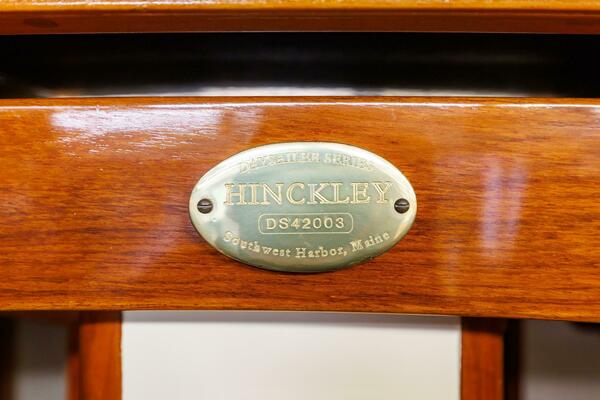 DAYSAILER SERIES
HINCKLEY
DS42003
Southwest Harbor, Maine